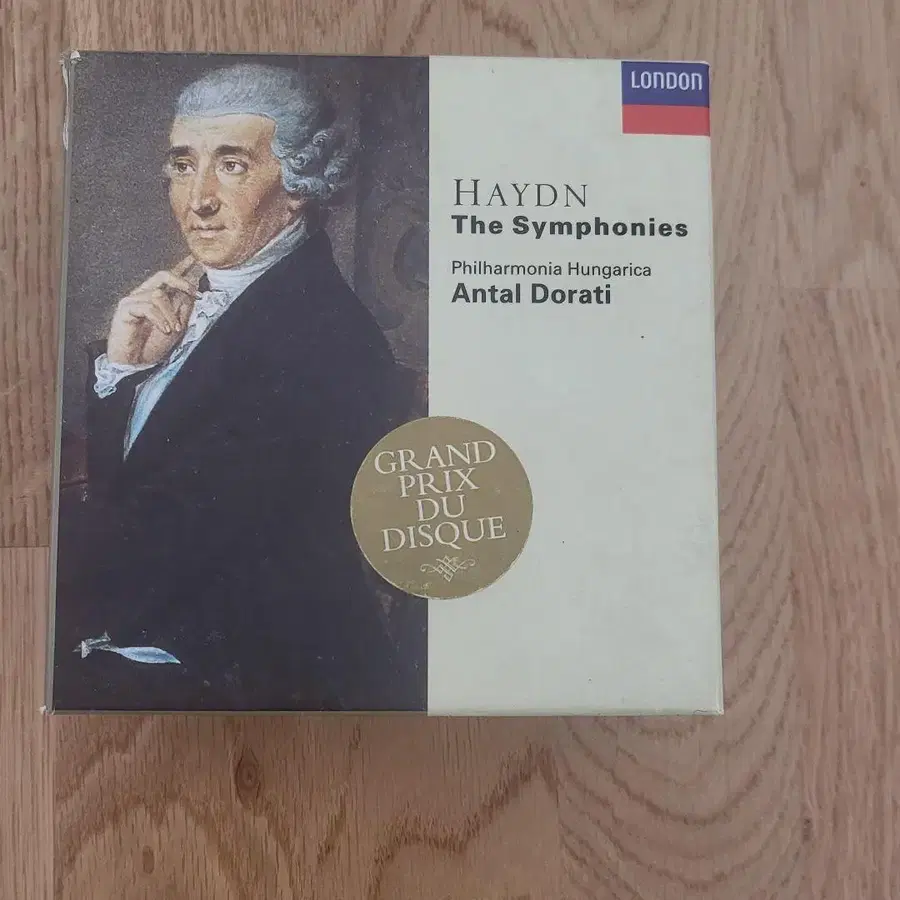 LONDON
HAYDN
The Symphonies
Philharmonia Hungarica
Antal Dorati
GRAND
PRIX
DU
DISQUE